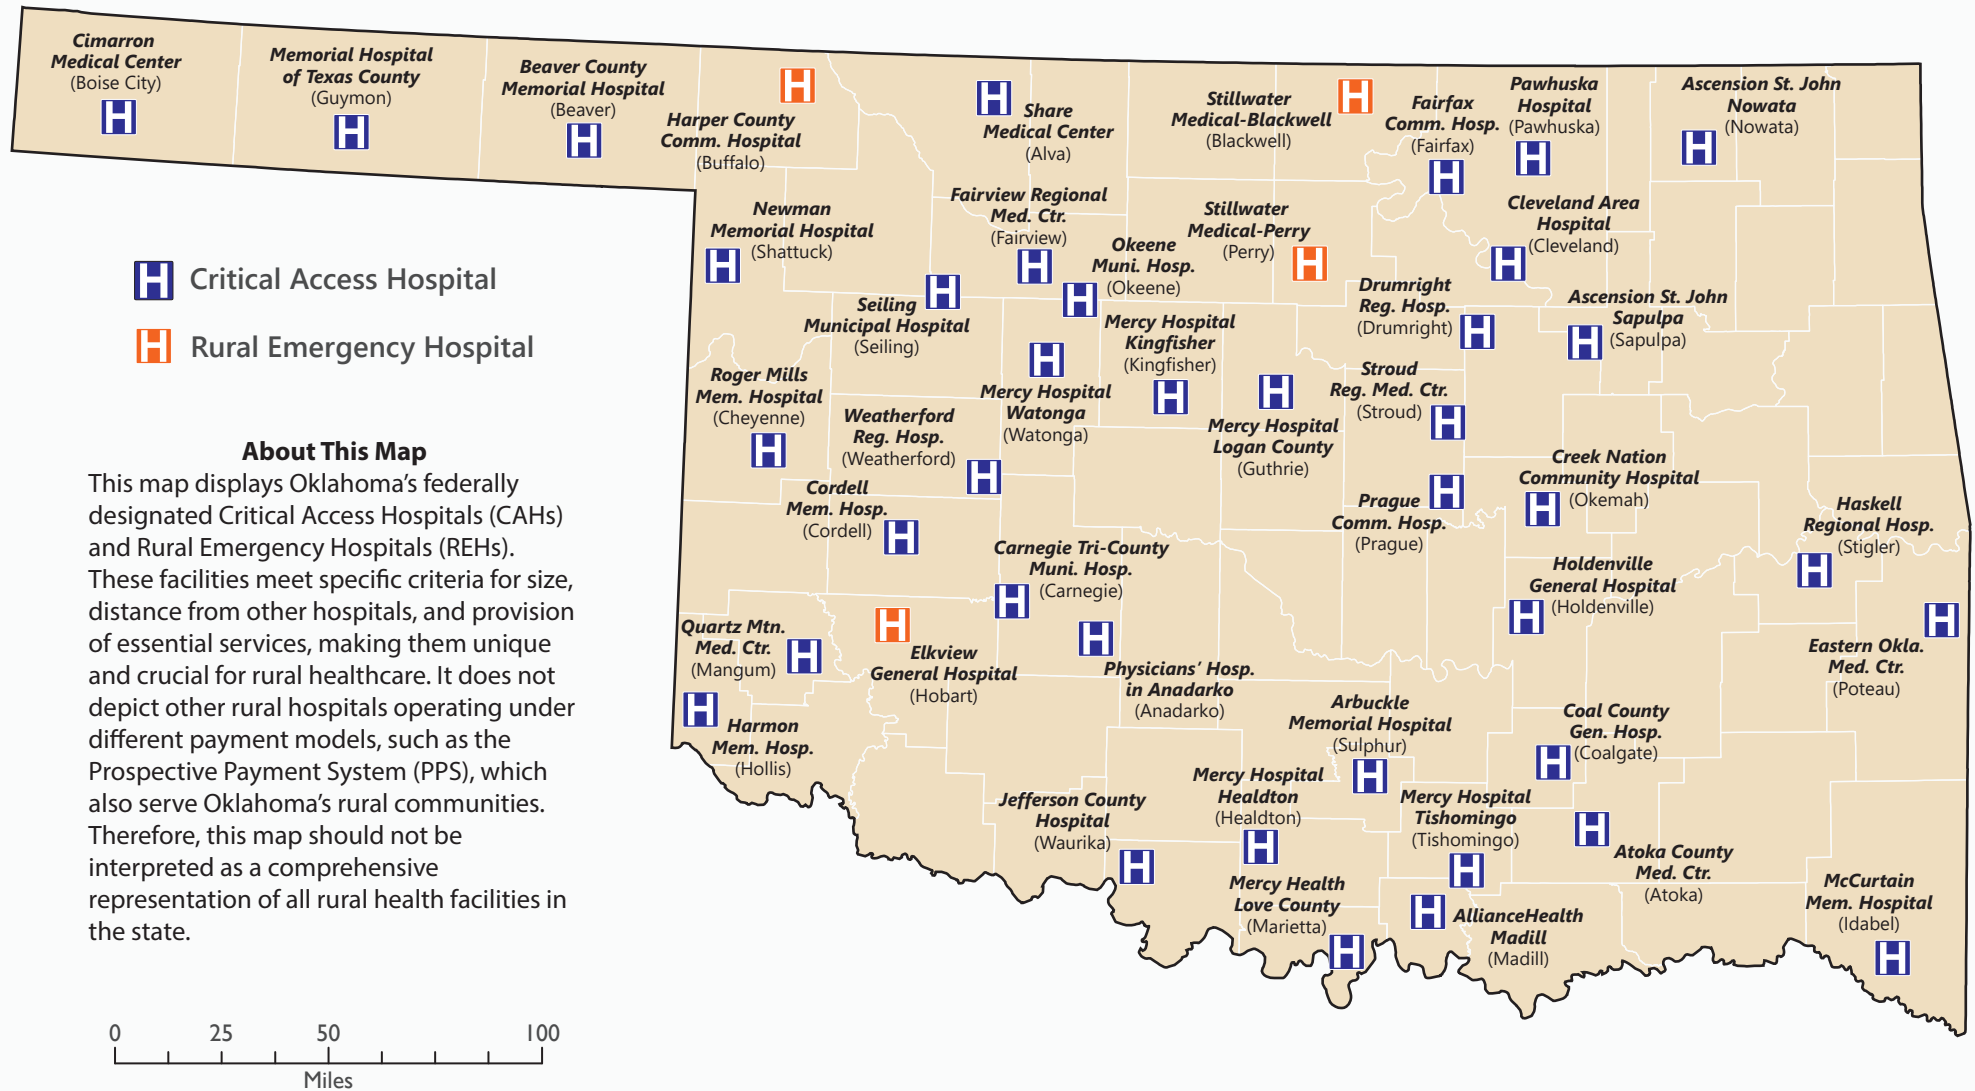 Cimarron
Medical Center
(Boise City)
H
Memorial Hospital
of Texas County
(Guymon)
H
Beaver County
Memorial Hospital
(Beaver)
H
H
Harper County
Comm. Hospital
(Buffalo)
H
Share
Medical Center
(Alva)
Stillwater
Medical-Blackwell
(Blackwell)
H
Fairfax
Comm. Hosp.
(Fairfax)
H
Pawhuska
Hospital
(Pawhuska)
H
Ascension St. John
Nowata
(Nowata)
H
Newman
Memorial Hospital
(Shattuck)
H
Fairview Regional
Med. Ctr.
(Fairview)
H
Okeene
Muni. Hosp.
(Okeene)
H
Stillwater
Medical-Perry
(Perry)
H
Cleveland Area
Hospital
(Cleveland)
H
H
Seiling
Municipal Hospital
(Seiling)
Drumright
Reg. Hosp.
(Drumright)
H
Ascension St. John
Sapulpa
(Sapulpa)
H
Mercy Hospital
Kingfisher
(Kingfisher)
H
H
Mercy Hospital
Watonga
(Watonga)
H
Mercy Hospital
Logan County
(Guthrie)
Stroud
Reg. Med. Ctr.
(Stroud)
H
Roger Mills
Mem. Hospital
(Cheyenne)
H
Weatherford
Reg. Hosp.
(Weatherford)
H
Cordell
Mem. Hosp.
(Cordell)
H
H
Prague
Comm. Hosp.
(Prague)
Creek Nation
Community Hospital
(Okemah)
H
Haskell
Regional Hosp.
(Stigler)
H
Carnegie Tri-County
Muni. Hosp.
(Carnegie)
H
Holdenville
General Hospital
(Holdenville)
H
H
Eastern Okla.
Med. Ctr.
(Poteau)
Quartz Mtn.
Med. Ctr.
(Mangum)
H
H
Elkview
General Hospital
(Hobart)
H
Physicians’ Hosp.
in Anadarko
(Anadarko)
H
Harmon
Mem. Hosp.
(Hollis)
Arbuckle
Memorial Hospital
(Sulphur)
H
Coal County
Gen. Hosp.
(Coalgate)
H
Mercy Hospital
Healdton
(Healdton)
H
Jefferson County
Hospital
(Waurika)
H
Mercy Hospital
Tishomingo
(Tishomingo)
H
H
Atoka County
Med. Ctr.
(Atoka)
Mercy Health
Love County
(Marietta)
H
H
AllianceHealth
Madill
(Madill)
McCurtain
Mem. Hospital
(Idabel)
H
H Critical Access Hospital
H Rural Emergency Hospital
About This Map
This map displays Oklahoma’s federally
designated Critical Access Hospitals (CAHs)
and Rural Emergency Hospitals (REHs).
These facilities meet specific criteria for size,
distance from other hospitals, and provision
of essential services, making them unique
and crucial for rural healthcare. It does not
depict other rural hospitals operating under
different payment models, such as the
Prospective Payment System (PPS), which
also serve Oklahoma’s rural communities.
Therefore, this map should not be
interpreted as a comprehensive
representation of all rural health facilities in
the state.
0 25 50 100
Miles